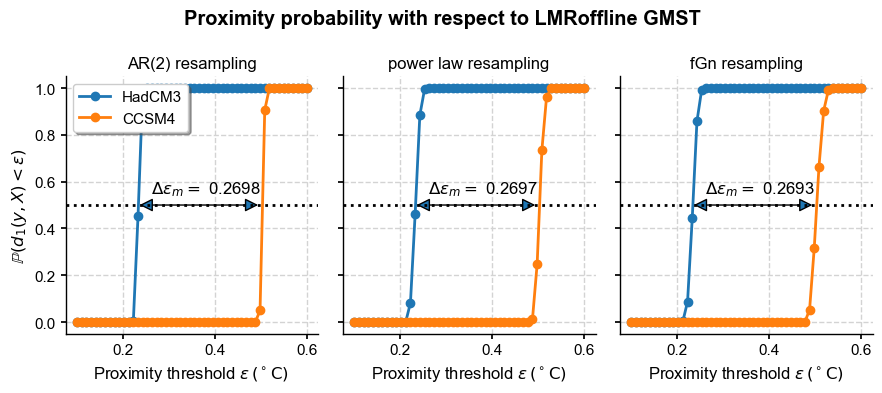 Proximity probability with respect to LMRoffline GMST
AR(2) resampling
power law resampling
fGn resampling
HadCM3
CCSM4
ℙ(d₁(y, X) < ε)
1.0
0.8
0.6
0.4
0.2
0.0
Δεₘ = 0.2698
Δεₘ = 0.2697
Δεₘ = 0.2693
0.2 0.4 0.6
0.2 0.4 0.6
0.2 0.4 0.6
Proximity threshold ε (°C)
Proximity threshold ε (°C)
Proximity threshold ε (°C)